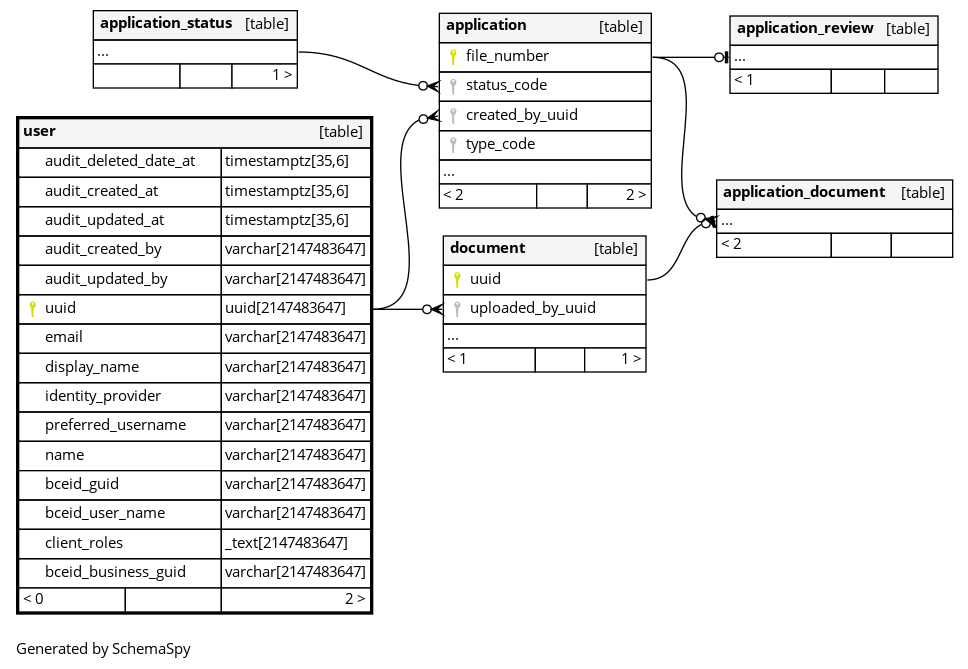 application_status [table]
...
1 >
user [table]
audit_deleted_date_at timestamptz[35,6]
audit_created_at timestamptz[35,6]
audit_updated_at timestamptz[35,6]
audit_created_by varchar[2147483647]
audit_updated_by varchar[2147483647]
uuid uuid[2147483647]
email varchar[2147483647]
display_name varchar[2147483647]
identity_provider varchar[2147483647]
preferred_username varchar[2147483647]
name varchar[2147483647]
bceid_guid varchar[2147483647]
bceid_user_name varchar[2147483647]
client_roles _text[2147483647]
bceid_business_guid varchar[2147483647]
< 0 2 >
application [table]
file_number
status_code
created_by_uuid
type_code
...
< 2 2 >
document [table]
uuid
uploaded_by_uuid
...
< 1 1 >
application_review [table]
...
< 1
application_document [table]
...
< 2
Generated by SchemaSpy